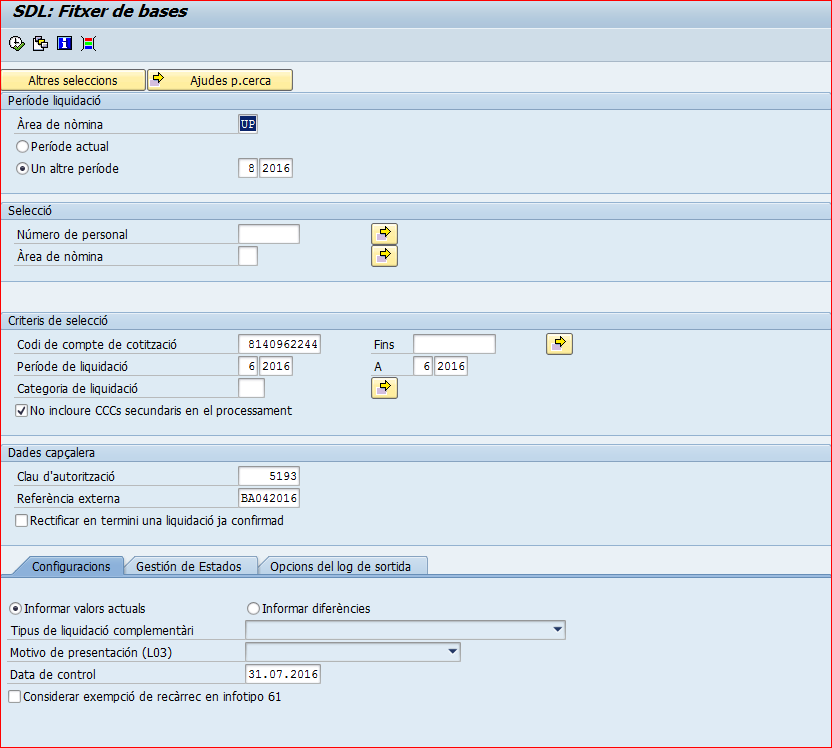 SDL: Fitxer de bases
Altres seleccions
Ajudes p.cerca
Període liquidació
Àrea de nòmina UP
Període actual
Un altre període 8 2016
Selecció
Número de personal
Àrea de nòmina
Criteris de selecció
Codi de compte de cotització 8140962244 Fins
Període de liquidació 6 2016 A 6 2016
Categoria de liquidació
No incloure CCCs secundaris en el processament
Dades capçalera
Clau d'autorització 5193
Referència externa BA042016
Rectificar en termini una liquidació ja confirmad
Configuracions Gestión de Estados Opcions del log de sortida
Informar valors actuals Informar diferències
Tipus de liquidació complementàri
Motivo de presentación (L03)
Data de control 31.07.2016
Considerar exempció de recàrrec en infotipo 61